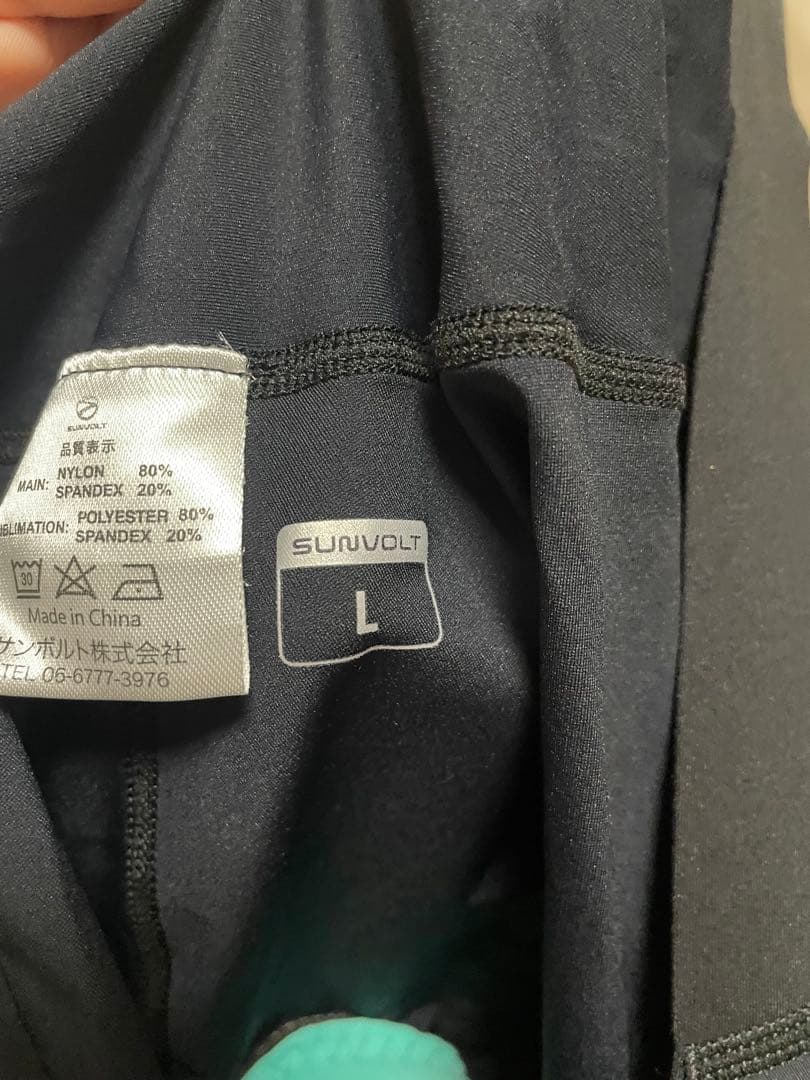 SUNVOLT
品質表示
MAIN: NYLON 80%
SPANDEX 20%
BLIMATION: POLYESTER 80%
SPANDEX 20%
30
Made in China
サンボルト株式会社
TEL 06-6777-3976
SUNVOLT
L